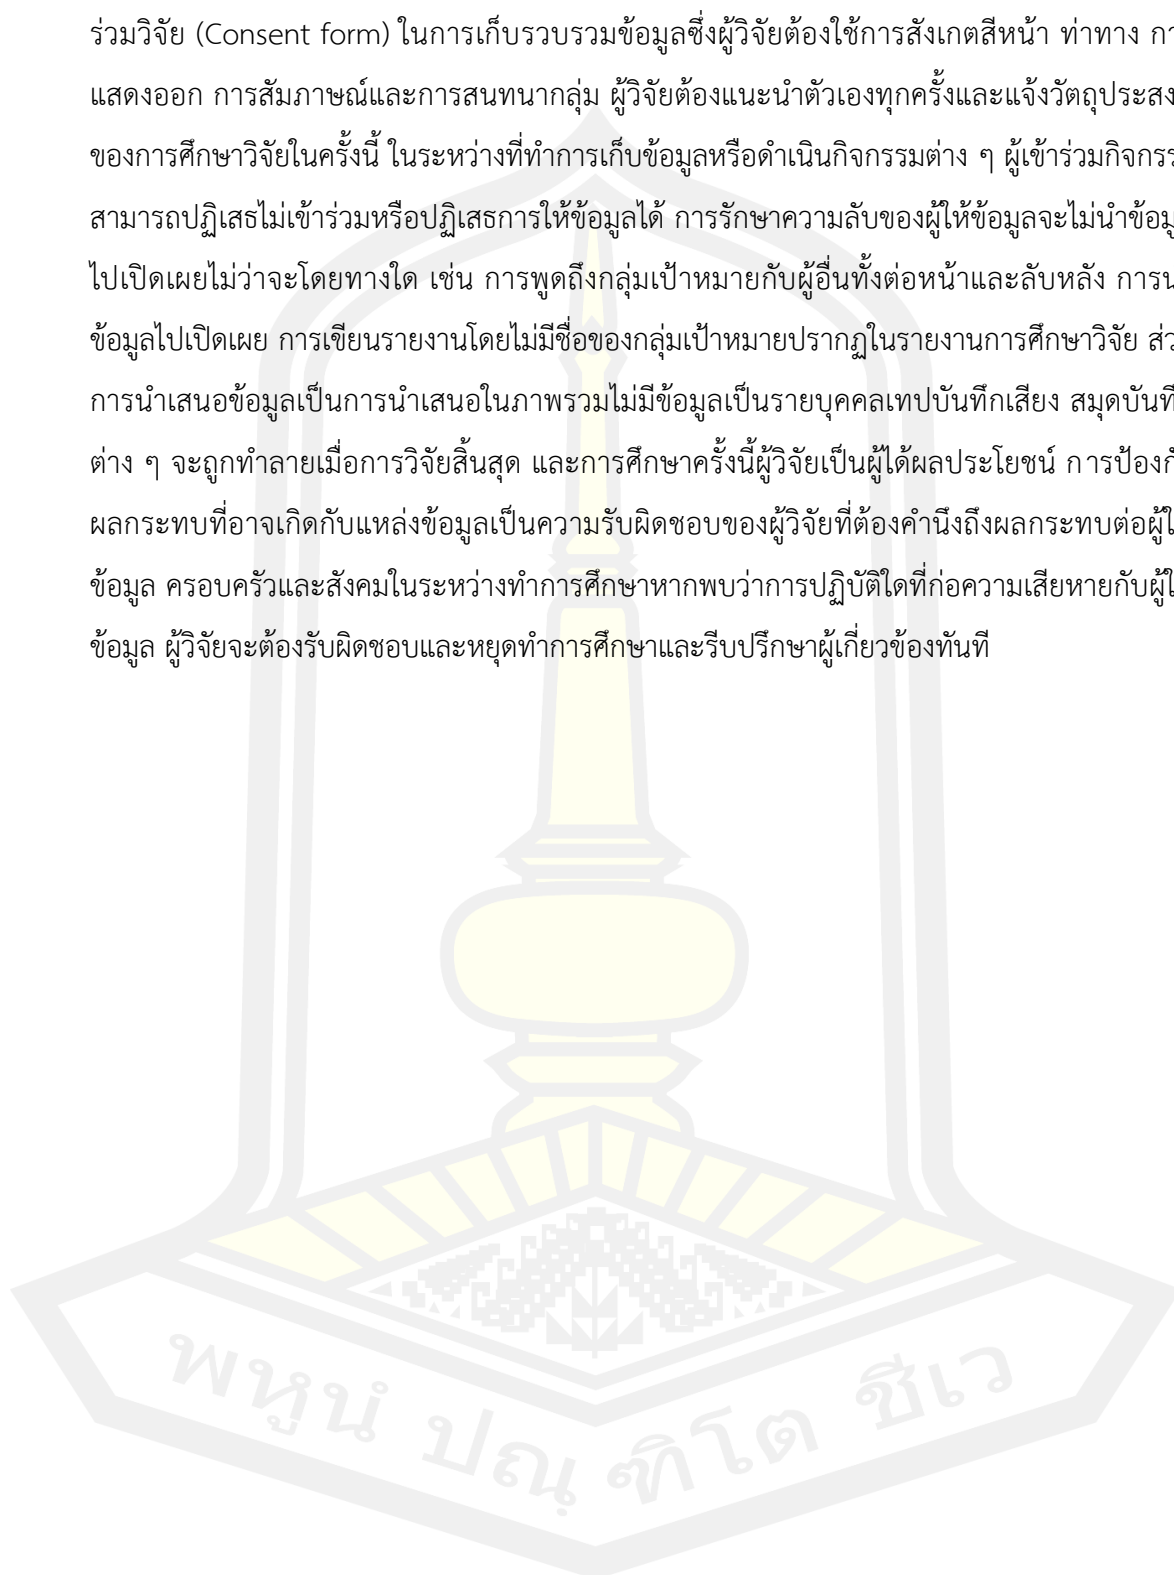 ร่วมวิจัย (Consent form) ในการเก็บรวบรวมข้อมูลซึ่งผู้วิจัยต้องใช้การสังเกตสีหน้า ท่าทาง กา
แสดงออก การสัมภาษณ์และการสนทนากลุ่ม ผู้วิจัยต้องแนะนำตัวเองทุกครั้งและแจ้งวัตถุประสง
ของการศึกษาวิจัยในครั้งนี้ ในระหว่างที่ทำการเก็บข้อมูลหรือดำเนินกิจกรรมต่าง ๆ ผู้เข้าร่วมกิจกรร
สามารถปฏิเสธไม่เข้าร่วมหรือปฏิเสธการให้ข้อมูลได้ การรักษาความลับของผู้ให้ข้อมูลจะไม่นำข้อมู
ไปเปิดเผยไม่ว่าจะโดยทางใด เช่น การพูดถึงกลุ่มเป้าหมายกับผู้อื่นทั้งต่อหน้าและลับหลัง การน
ข้อมูลไปเปิดเผย การเขียนรายงานโดยไม่มีชื่อของกลุ่มเป้าหมายปรากฏในรายงานการศึกษาวิจัย ส่ว
การนำเสนอข้อมูลเป็นการนำเสนอในภาพรวมไม่มีข้อมูลเป็นรายบุคคลเทปบันทึกเสียง สมุดบันที
ต่าง ๆ จะถูกทำลายเมื่อการวิจัยสิ้นสุด และการศึกษาครั้งนี้ผู้วิจัยเป็นผู้ได้ผลประโยชน์ การป้องกั
ผลกระทบที่อาจเกิดกับแหล่งข้อมูลเป็นความรับผิดชอบของผู้วิจัยที่ต้องคำนึงถึงผลกระทบต่อผู้ใ
ข้อมูล ครอบครัวและสังคมในระหว่างทำการศึกษาหากพบว่าการปฏิบัติใดที่ก่อความเสียหายกับผู้ใ
ข้อมูล ผู้วิจัยจะต้องรับผิดชอบและหยุดทำการศึกษาและรีบปรึกษาผู้เกี่ยวข้องทันที
พหูนํ ปณฺฑิโต ชีเว